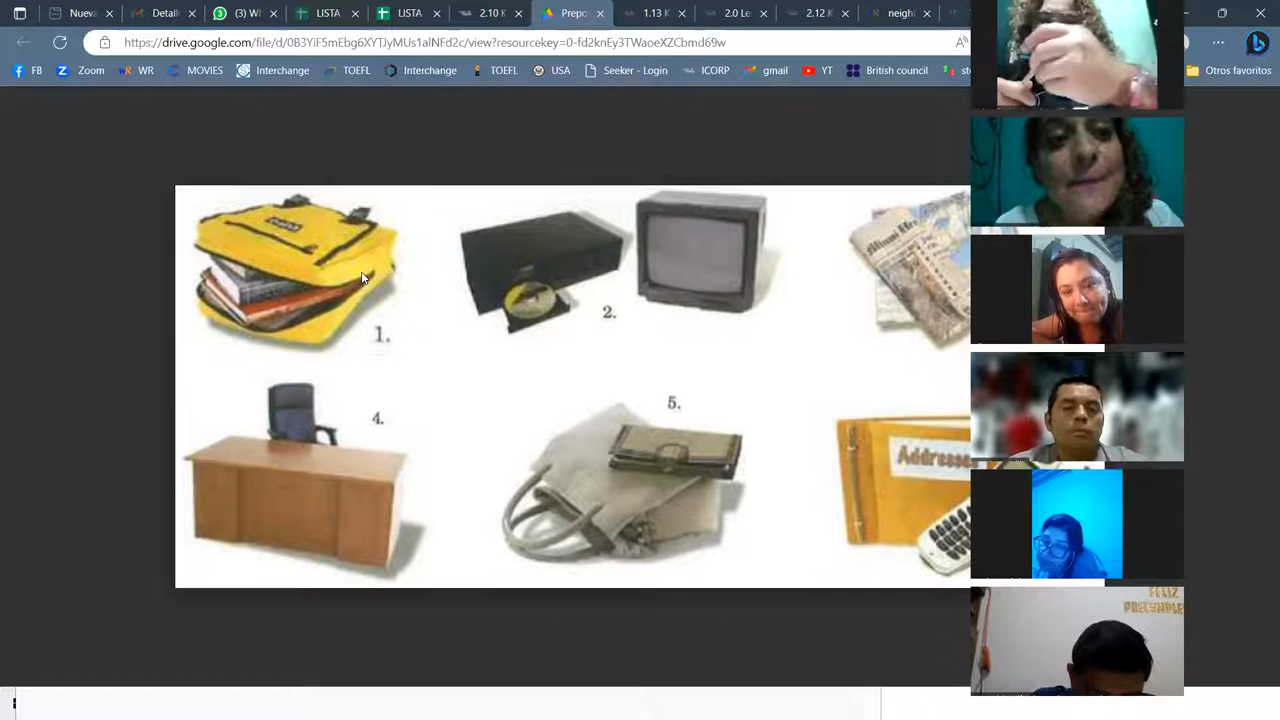 Nueva
Detall
(3) W
LISTA
LISTA
2.10 K
Prepo
1.13 K
2.0 Le
2.12 K
neigh
https://drive.google.com/file/d/0B3YiF5mEbg6XYTJyMUs1alNFd2c/view?resourcekey=0-fd2knEy3TWaoeXZCbmd69w
FB
Zoom
WR
MOVIES
Interchange
TOEFL
Interchange
TOEFL
USA
Seeker - Login
ICORP
gmail
YT
British council
Otros favoritos
1.
2.
4.
5.
Addresse
FELIZ
PRECUMPLE